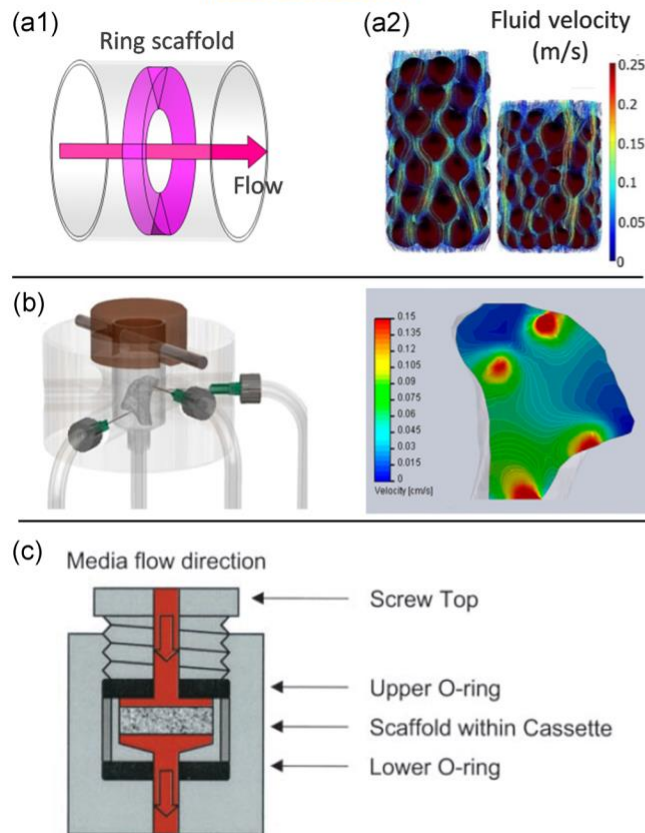 (a1)
Ring scaffold
Flow
(a2)
Fluid velocity
(m/s)
0.25
0.2
0.15
0.1
0.05
0
(b)
0.15
0.135
0.12
0.105
0.09
0.075
0.06
0.045
0.03
0.015
0
Velocity [cm/s]
(c)
Media flow direction
Screw Top
Upper O-ring
Scaffold within Cassette
Lower O-ring